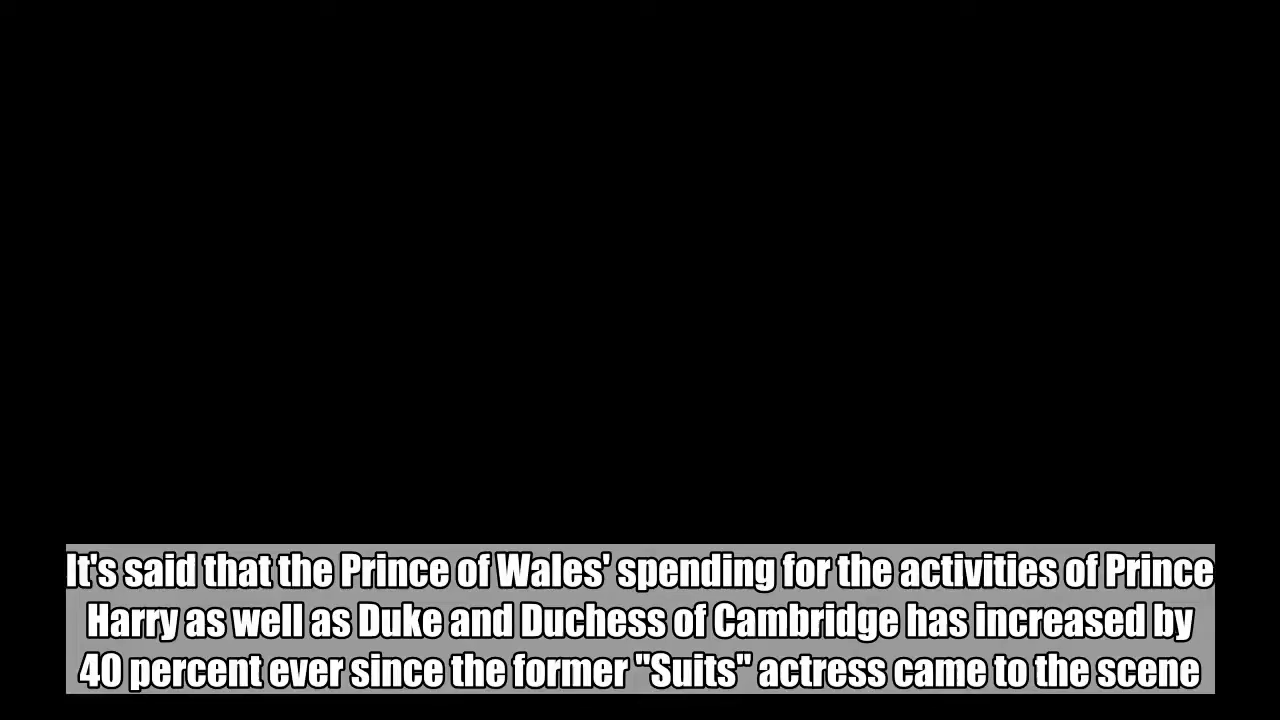 It's said that the Prince of Wales' spending for the activities of Prince
Harry as well as Duke and Duchess of Cambridge has increased by
40 percent ever since the former "Suits" actress came to the scene